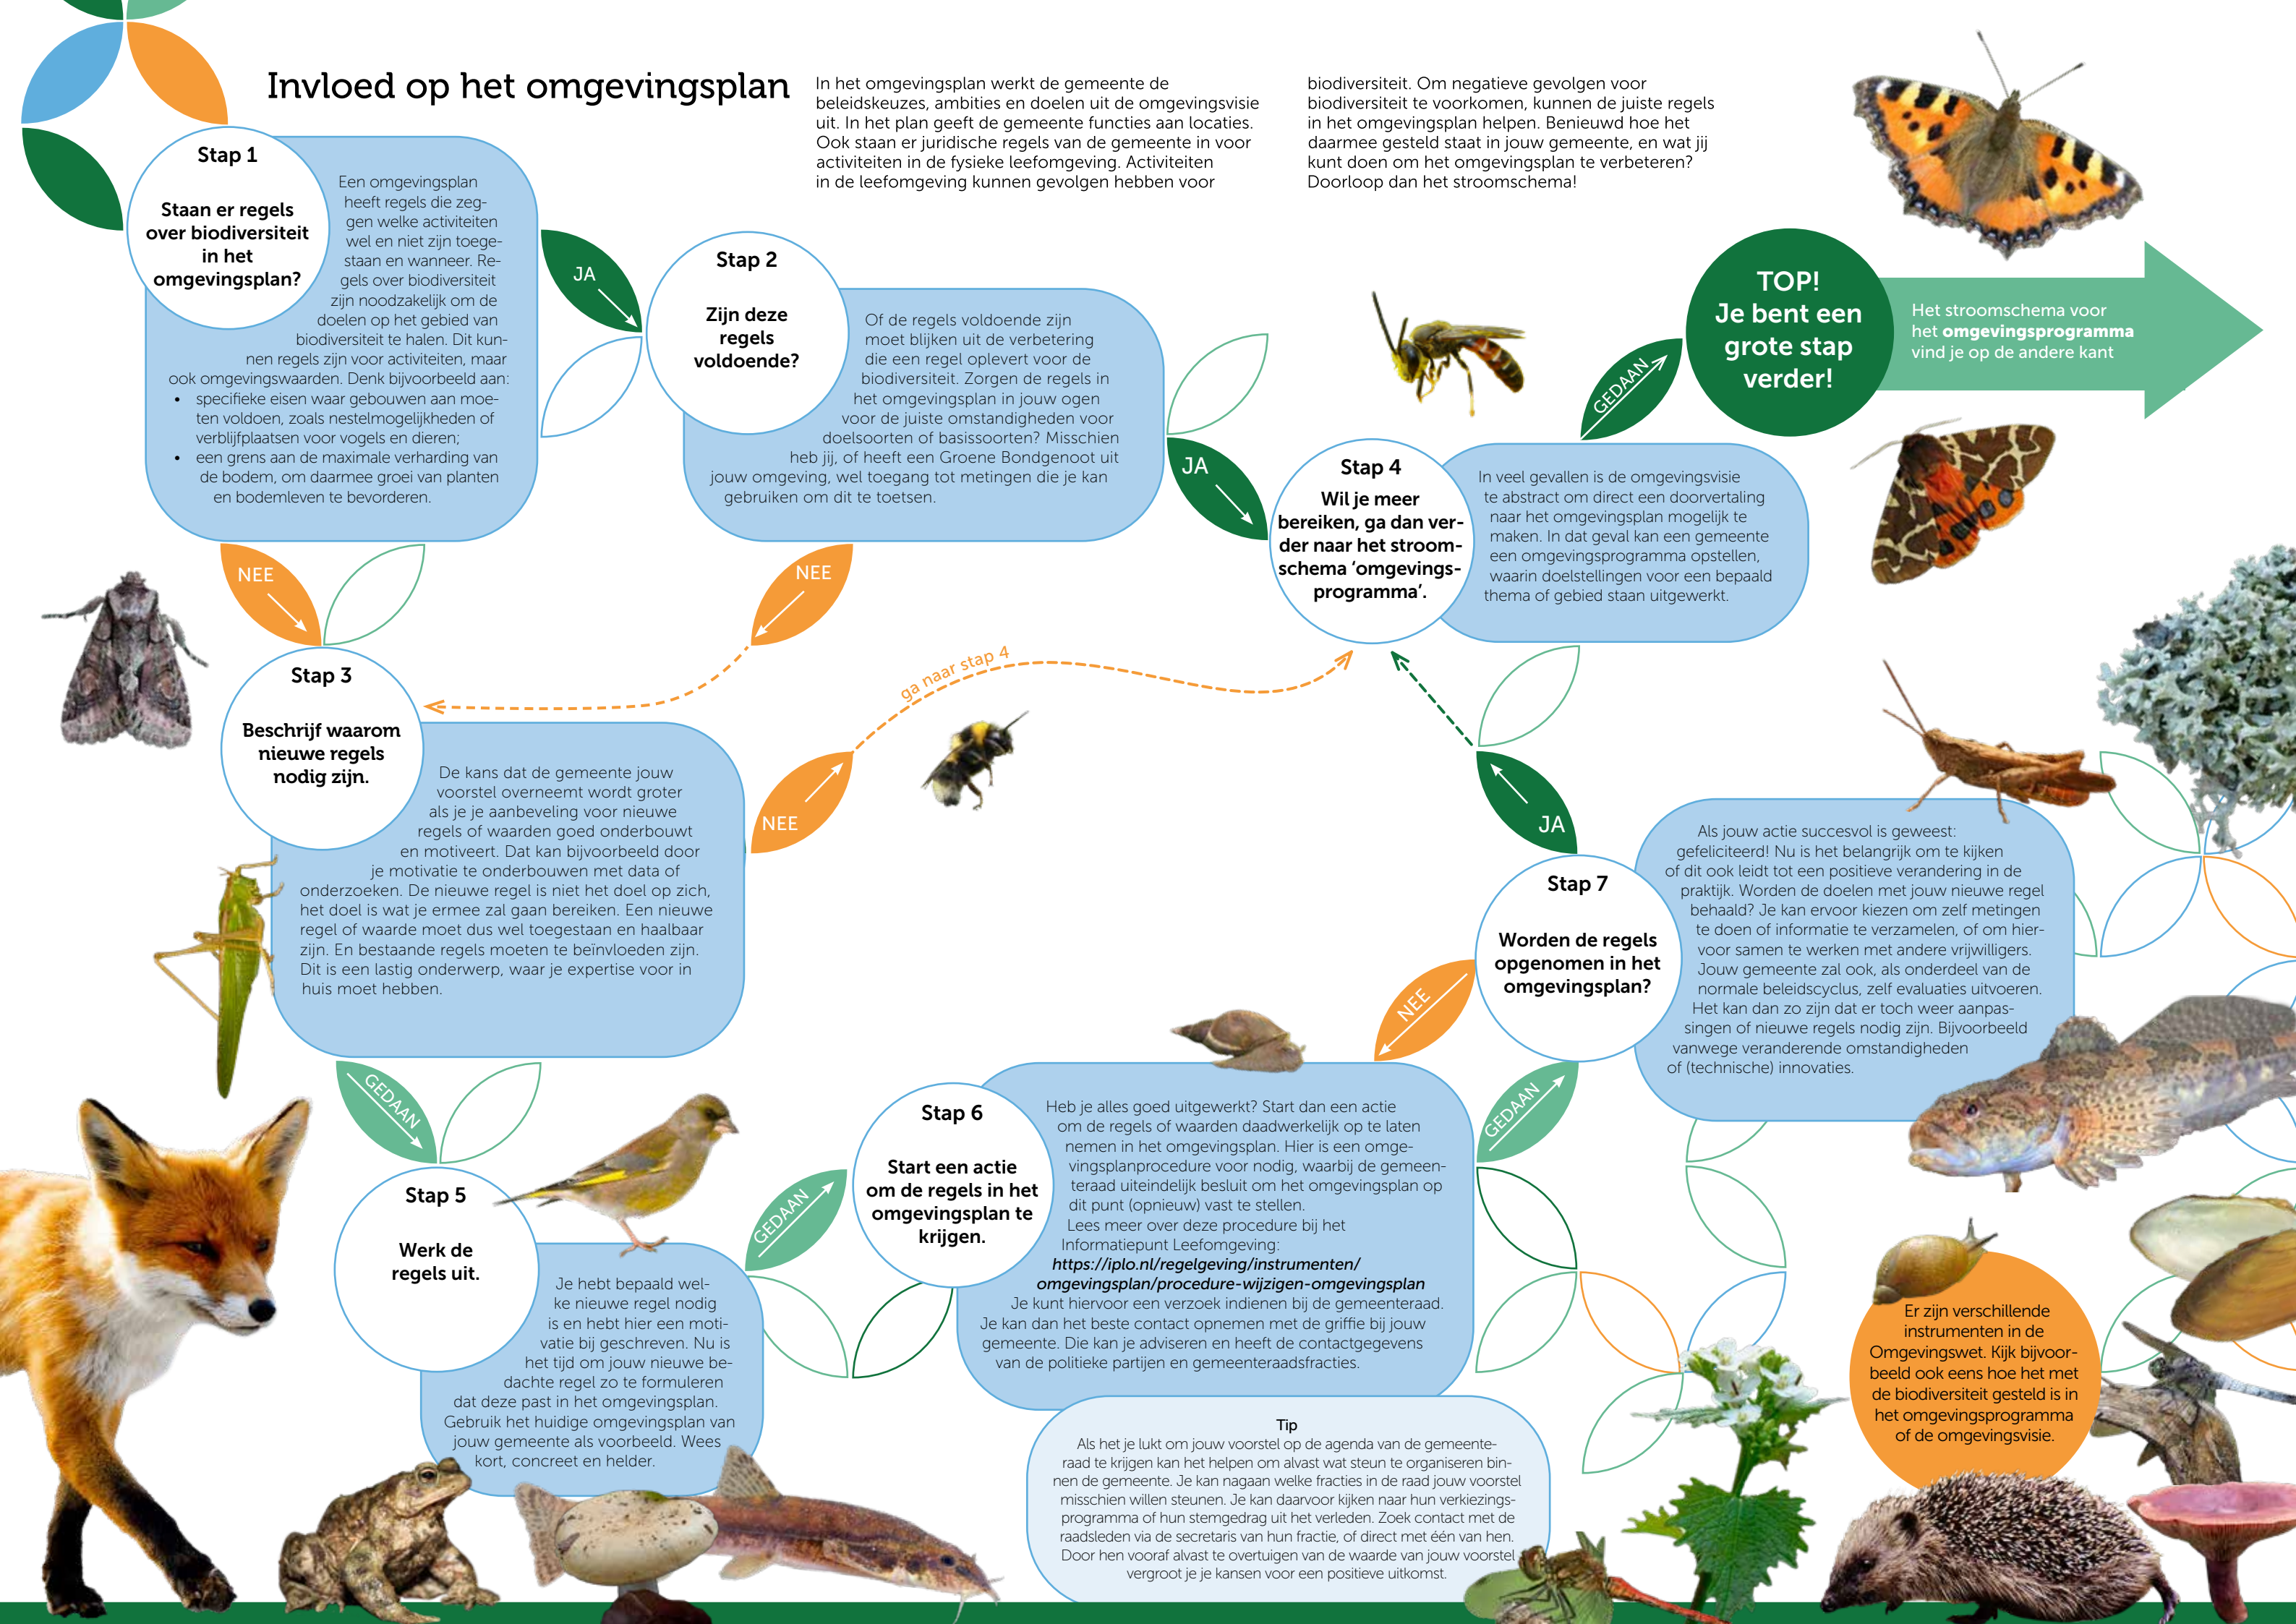 Invloed op het omgevingsplan
In het omgevingsplan werkt de gemeente de
beleidskeuzes, ambities en doelen uit de omgevingsvisie
uit. In het plan geeft de gemeente functies aan locaties.
Ook staan er juridische regels van de gemeente in voor
activiteiten in de fysieke leefomgeving. Activiteiten
in de leefomgeving kunnen gevolgen hebben voor
biodiversiteit. Om negatieve gevolgen voor
biodiversiteit te voorkomen, kunnen de juiste regels
in het omgevingsplan helpen. Benieuwd hoe het
daarmee gesteld staat in jouw gemeente, en wat jij
kunt doen om het omgevingsplan te verbeteren?
Doorloop dan het stroomschema!
Stap 1
Staan er regels
over biodiversiteit
in het
omgevingsplan?
Een omgevingsplan
heeft regels die zeg-
gen welke activiteiten
wel en niet zijn toege-
staan en wanneer. Re-
gels over biodiversiteit
zijn noodzakelijk om de
doelen op het gebied van
biodiversiteit te halen. Dit kun-
nen regels zijn voor activiteiten, maar
ook omgevingswaarden. Denk bijvoorbeeld aan:
• specifieke eisen waar gebouwen aan moe-
ten voldoen, zoals nestelmogelijkheden of
verblijfplaatsen voor vogels en dieren;
• een grens aan de maximale verharding van
de bodem, om daarmee groei van planten
en bodemleven te bevorderen.
JA
NEE
Stap 2
Zijn deze
regels
voldoende?
Of de regels voldoende zijn
moet blijken uit de verbetering
die een regel oplevert voor de
biodiversiteit. Zorgen de regels in
het omgevingsplan in jouw ogen
voor de juiste omstandigheden voor
doelsoorten of basissoorten? Misschien
heb jij, of heeft een Groene Bondgenoot uit
jouw omgeving, wel toegang tot metingen die je kan
gebruiken om dit te toetsen.
JA
NEE
Stap 3
Beschrijf waarom
nieuwe regels
nodig zijn.
De kans dat de gemeente jouw
voorstel overneemt wordt groter
als je je aanbeveling voor nieuwe
regels of waarden goed onderbouwt
en motiveert. Dat kan bijvoorbeeld door
je motivatie te onderbouwen met data of
onderzoeken. De nieuwe regel is niet het doel op zich,
het doel is wat je ermee zal gaan bereiken. Een nieuwe
regel of waarde moet dus wel toegestaan en haalbaar
zijn. En bestaande regels moeten te beïnvloeden zijn.
Dit is een lastig onderwerp, waar je expertise voor in
huis moet hebben.
NEE
ga naar stap 4
GEDAAN
Stap 4
Wil je meer
bereiken, ga dan ver-
der naar het stroom-
schema ‘omgevings-
programma’.
In veel gevallen is de omgevingsvisie
te abstract om direct een doorvertaling
naar het omgevingsplan mogelijk te
maken. In dat geval kan een gemeente
een omgevingsprogramma opstellen,
waarin doelstellingen voor een bepaald
thema of gebied staan uitgewerkt.
GEDAAN
TOP!
Je bent een
grote stap
verder!
Het stroomschema voor
het omgevingsprogramma
vind je op de andere kant
Stap 5
Werk de
regels uit.
Je hebt bepaald wel-
ke nieuwe regel nodig
is en hebt hier een moti-
vatie bij geschreven. Nu is
het tijd om jouw nieuwe be-
dachte regel zo te formuleren
dat deze past in het omgevingsplan.
Gebruik het huidige omgevingsplan van
jouw gemeente als voorbeeld. Wees
kort, concreet en helder.
GEDAAN
Stap 6
Start een actie
om de regels in het
omgevingsplan te
krijgen.
Heb je alles goed uitgewerkt? Start dan een actie
om de regels of waarden daadwerkelijk op te laten
nemen in het omgevingsplan. Hier is een omge-
vingsplanprocedure voor nodig, waarbij de gemeen-
teraad uiteindelijk besluit om het omgevingsplan op
dit punt (opnieuw) vast te stellen.
Lees meer over deze procedure bij het
Informatiepunt Leefomgeving:
https://iplo.nl/regelgeving/instrumenten/
omgevingsplan/procedure-wijzigen-omgevingsplan
Je kunt hiervoor een verzoek indienen bij de gemeenteraad.
Je kan dan het beste contact opnemen met de griffie bij jouw
gemeente. Die kan je adviseren en heeft de contactgegevens
van de politieke partijen en gemeenteraadsfracties.
Tip
Als het je lukt om jouw voorstel op de agenda van de gemeente-
raad te krijgen kan het helpen om alvast wat steun te organiseren bin-
nen de gemeente. Je kan nagaan welke fracties in de raad jouw voorstel
misschien willen steunen. Je kan daarvoor kijken naar hun verkiezings-
programma of hun stemgedrag uit het verleden. Zoek contact met de
raadsleden via de secretaris van hun fractie, of direct met één van hen.
Door hen vooraf alvast te overtuigen van de waarde van jouw voorstel
vergroot je je kansen voor een positieve uitkomst.
GEDAAN
NEE
JA
Stap 7
Worden de regels
opgenomen in het
omgevingsplan?
Als jouw actie succesvol is geweest:
gefeliciteerd! Nu is het belangrijk om te kijken
of dit ook leidt tot een positieve verandering in de
praktijk. Worden de doelen met jouw nieuwe regel
behaald? Je kan ervoor kiezen om zelf metingen
te doen of informatie te verzamelen, of om hier-
voor samen te werken met andere vrijwilligers.
Jouw gemeente zal ook, als onderdeel van de
normale beleidscyclus, zelf evaluaties uitvoeren.
Het kan dan zo zijn dat er toch weer aanpas-
singen of nieuwe regels nodig zijn. Bijvoorbeeld
vanwege veranderende omstandigheden
of (technische) innovaties.
Er zijn verschillende
instrumenten in de
Omgevingswet. Kijk bijvoor-
beeld ook eens hoe het met
de biodiversiteit gesteld is in
het omgevingsprogramma
of de omgevingsvisie.